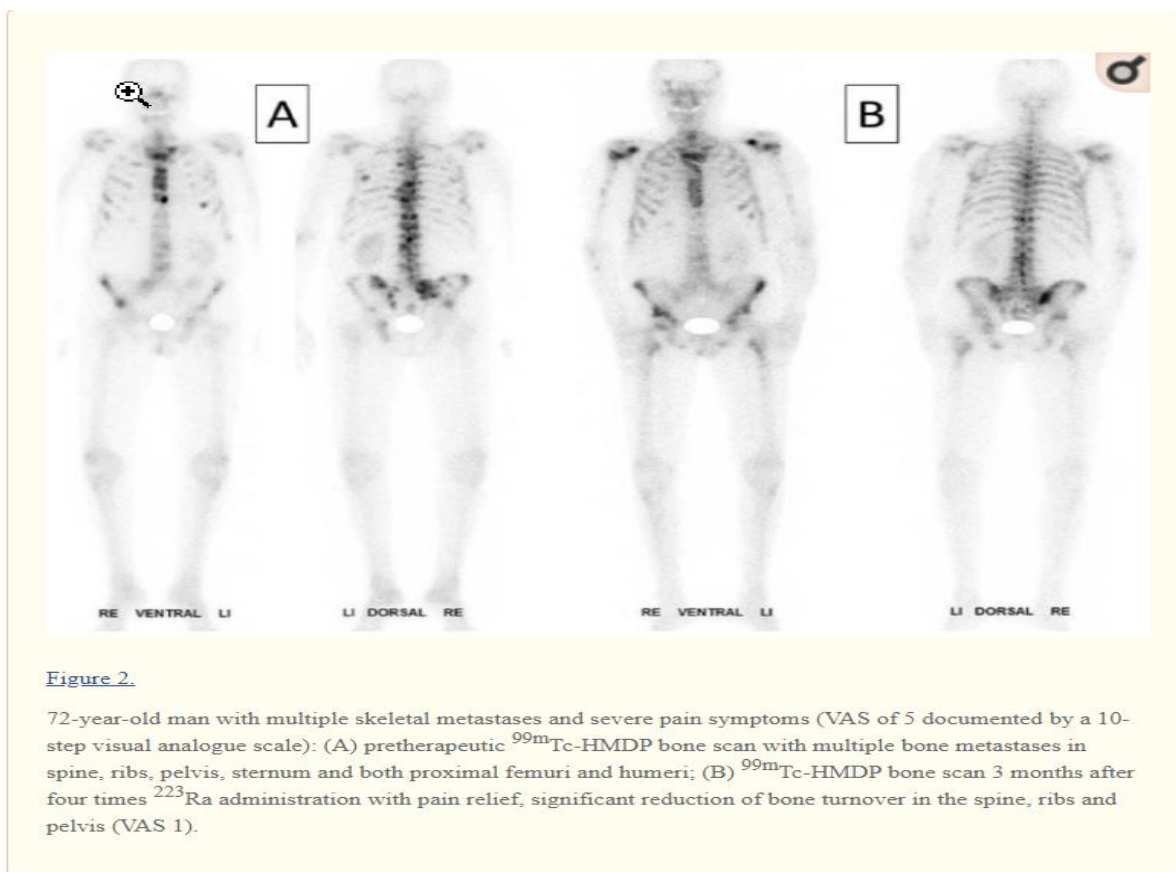 A
B
RE VENTRAL LI
LI DORSAL RE
RE VENTRAL LI
LI DORSAL RE
Figure 2.
72-year-old man with multiple skeletal metastases and severe pain symptoms (VAS of 5 documented by a 10-
step visual analogue scale): (A) pretherapeutic ⁹⁹ᵐTc-HMDP bone scan with multiple bone metastases in
spine, ribs, pelvis, sternum and both proximal femuri and humeri; (B) ⁹⁹ᵐTc-HMDP bone scan 3 months after
four times ²²³Ra administration with pain relief, significant reduction of bone turnover in the spine, ribs and
pelvis (VAS 1).